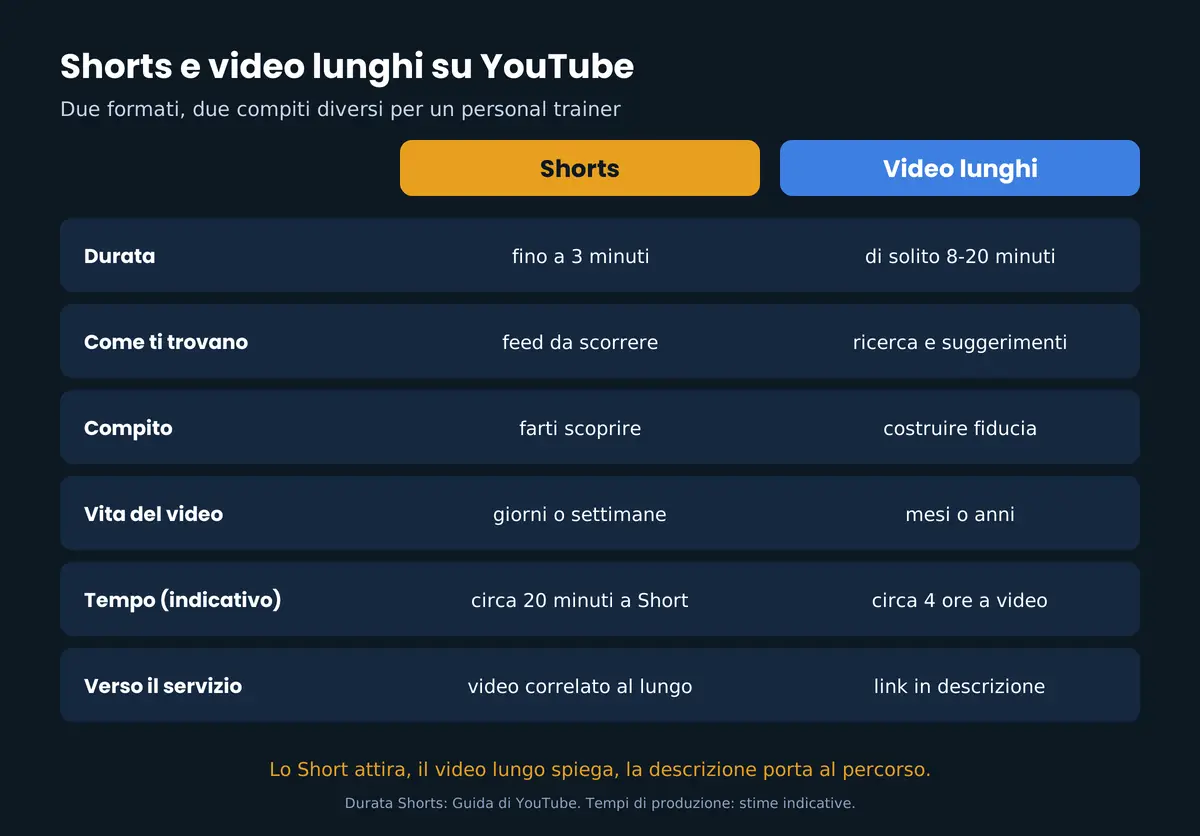 Shorts e video lunghi su YouTube
Due formati, due compiti diversi per un personal trainer
Shorts Video lunghi
Durata fino a 3 minuti di solito 8-20 minuti
Come ti trovano feed da scorrere ricerca e suggerimenti
Compito farti scoprire costruire fiducia
Vita del video giorni o settimane mesi o anni
Tempo (indicativo) circa 20 minuti a Short circa 4 ore a video
Verso il servizio video correlato al lungo link in descrizione
Lo Short attira, il video lungo spiega, la descrizione porta al percorso.
Durata Shorts: Guida di YouTube. Tempi di produzione: stime indicative.